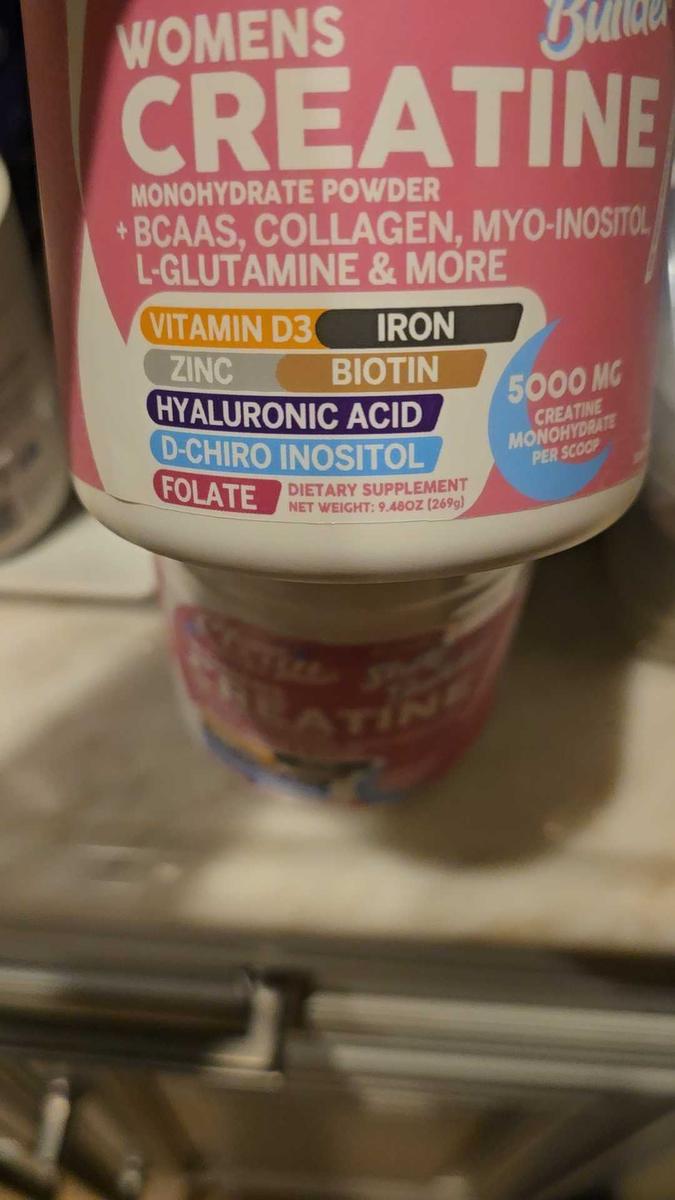 Bundle
WOMENS
CREATINE
MONOHYDRATE POWDER
+ BCAAS, COLLAGEN, MYO-INOSITOL,
L-GLUTAMINE & MORE
VITAMIN D3 IRON
ZINC BIOTIN
HYALURONIC ACID
D-CHIRO INOSITOL
FOLATE
DIETARY SUPPLEMENT
NET WEIGHT: 9.48OZ (269g)
5000 MG
CREATINE
MONOHYDRATE
PER SCOOP
CREATINE